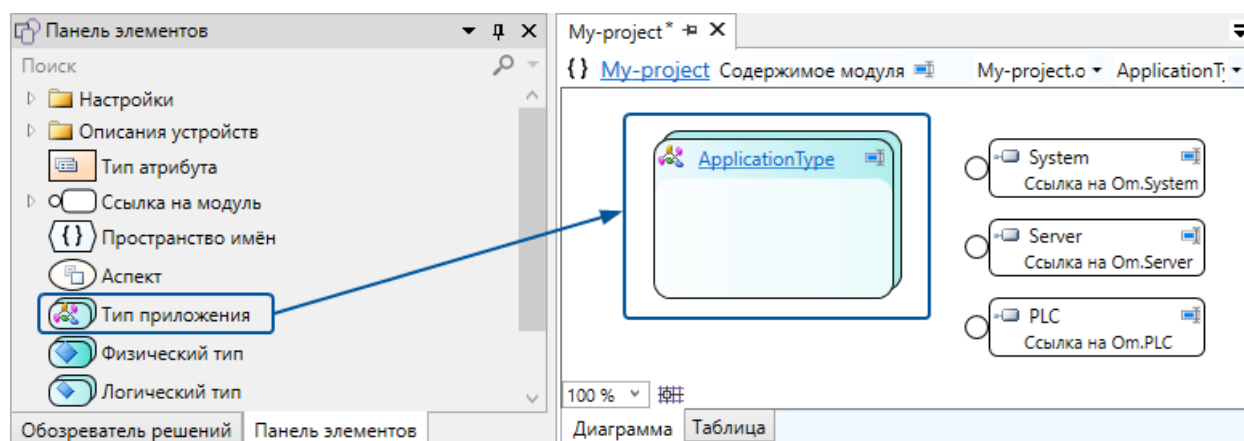 Панель элементов
Поиск
Настройки
Описания устройств
Тип атрибута
Ссылка на модуль
{ } Пространство имён
Аспект
Тип приложения
Физический тип
Логический тип
Обозреватель решений Панель элементов
My-project*
{ } My-project Содержимое модуля My-project.o ApplicationTy
ApplicationType
System
Ссылка на Om.System
Server
Ссылка на Om.Server
PLC
Ссылка на Om.PLC
100 %
Диаграмма Таблица